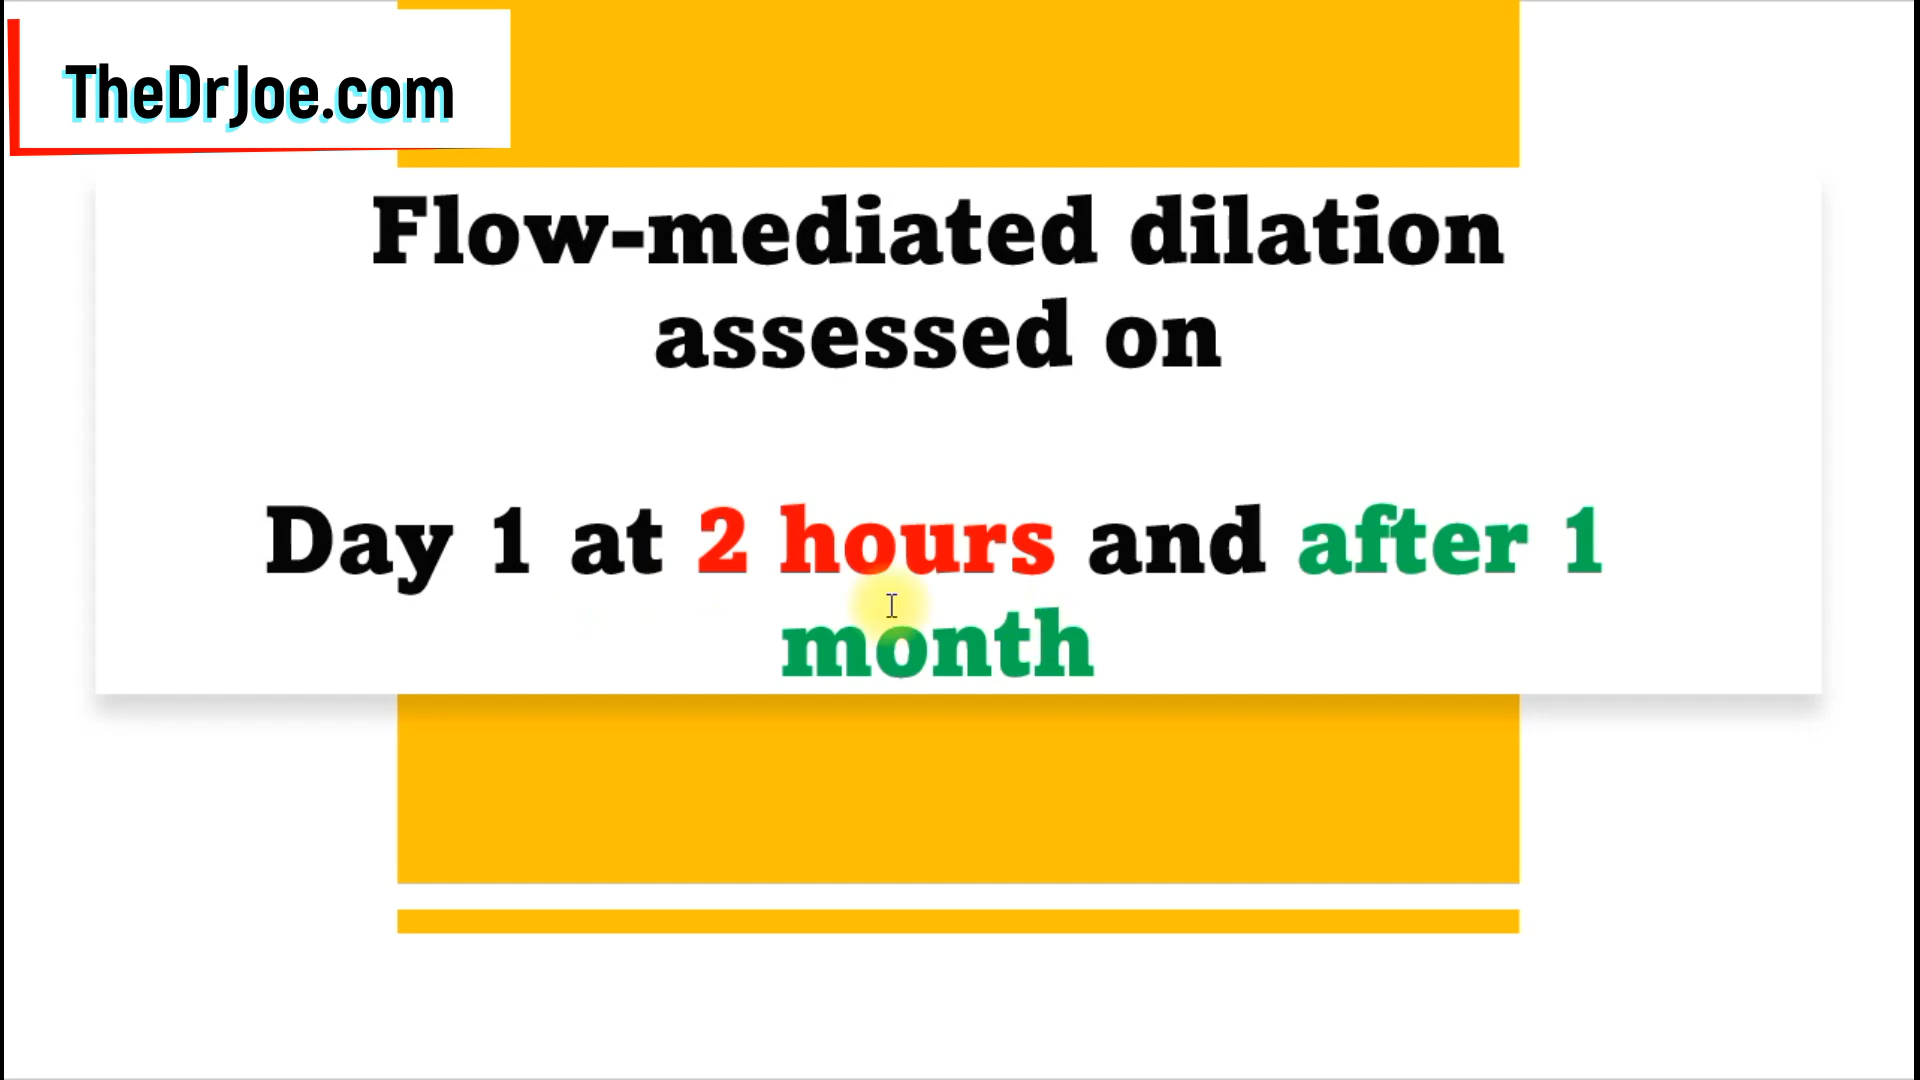 TheDrJoe.com
Flow-mediated dilation
assessed on
Day 1 at 2 hours and after 1
month